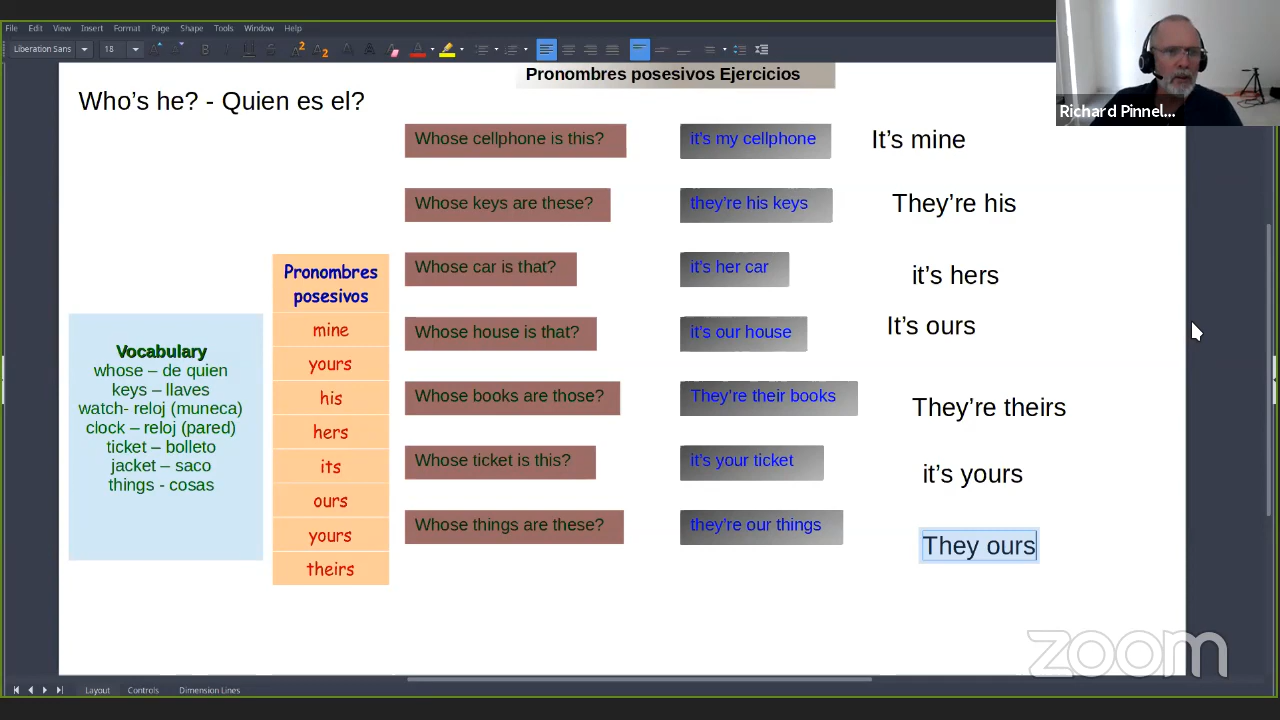 File Edit View Insert Format Page Shape Tools Window Help
Liberation Sans 18
Pronombres posesivos Ejercicios
Who's he? - Quien es el?
Richard Pinnel...
Whose cellphone is this? it's my cellphone It's mine
Whose keys are these? they're his keys They're his
Whose car is that? it's her car it's hers
Whose house is that? it's our house It's ours
Whose books are those? They're their books They're theirs
Whose ticket is this? it's your ticket it's yours
Whose things are these? they're our things They ours
Pronombres
posesivos
mine
yours
his
hers
its
ours
yours
theirs
Vocabulary
whose – de quien
keys – llaves
watch- reloj (muneca)
clock – reloj (pared)
ticket – bolleto
jacket – saco
things - cosas
zoom
Layout Controls Dimension Lines